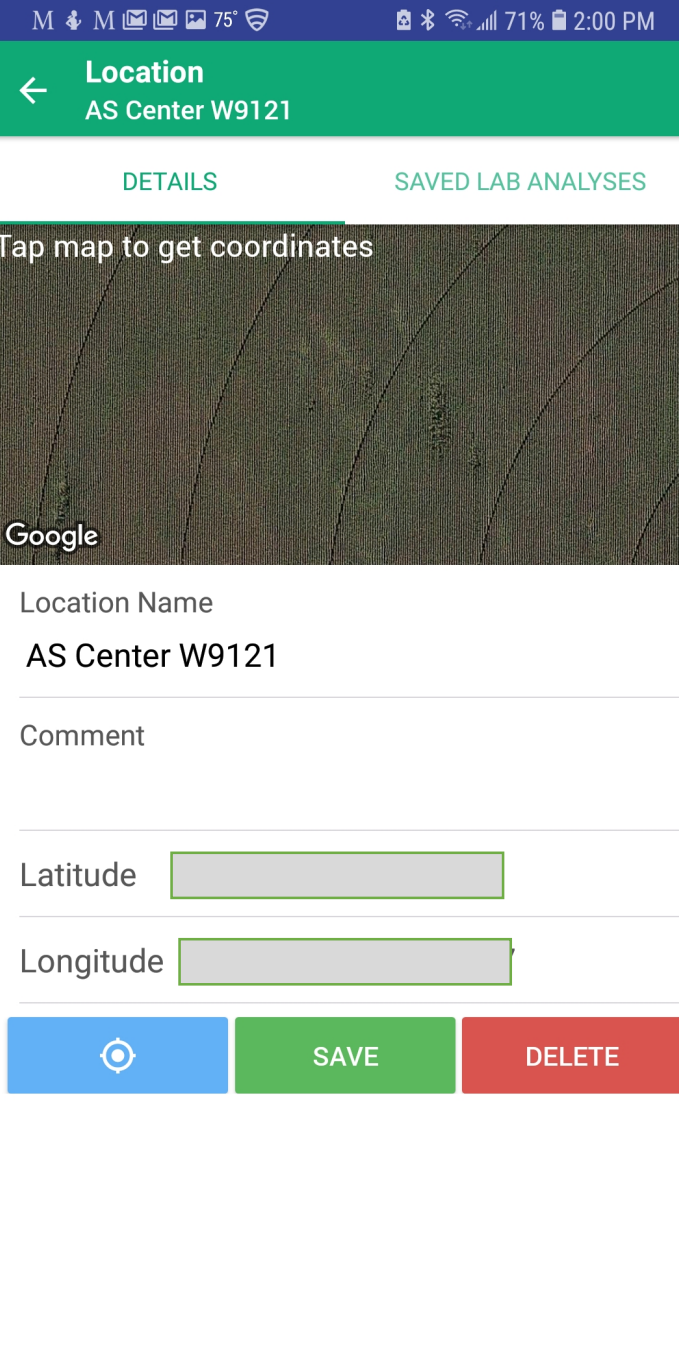 M M 75° 71% 2:00 PM
Location
AS Center W9121
DETAILS SAVED LAB ANALYSES
Tap map to get coordinates
Google
Location Name
AS Center W9121
Comment
Latitude
Longitude
SAVE DELETE